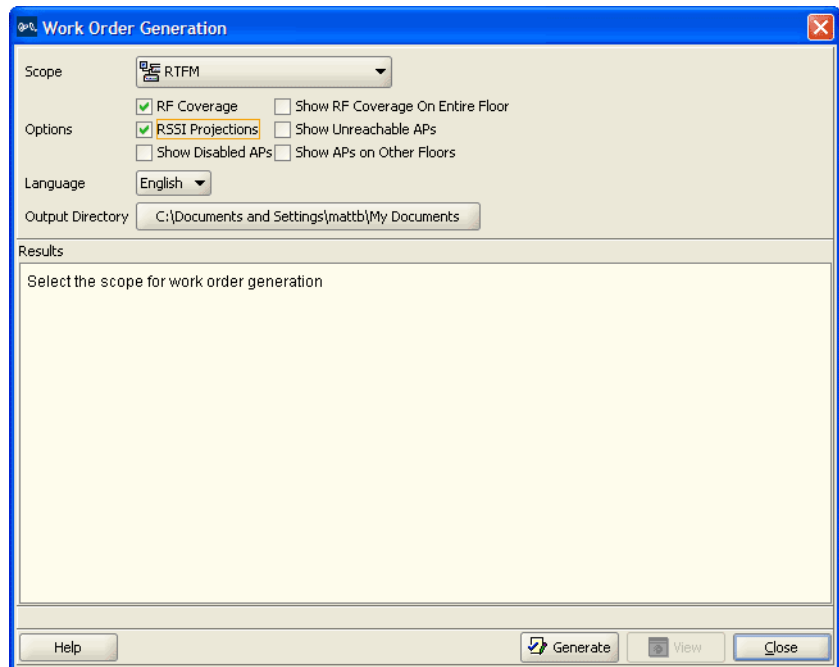 Work Order Generation
Scope
RTFM
Options
RF Coverage
Show RF Coverage On Entire Floor
RSSI Projections
Show Unreachable APs
Show Disabled APs
Show APs on Other Floors
Language
English
Output Directory
C:\Documents and Settings\mattb\My Documents
Results
Select the scope for work order generation
Help
Generate
View
Close